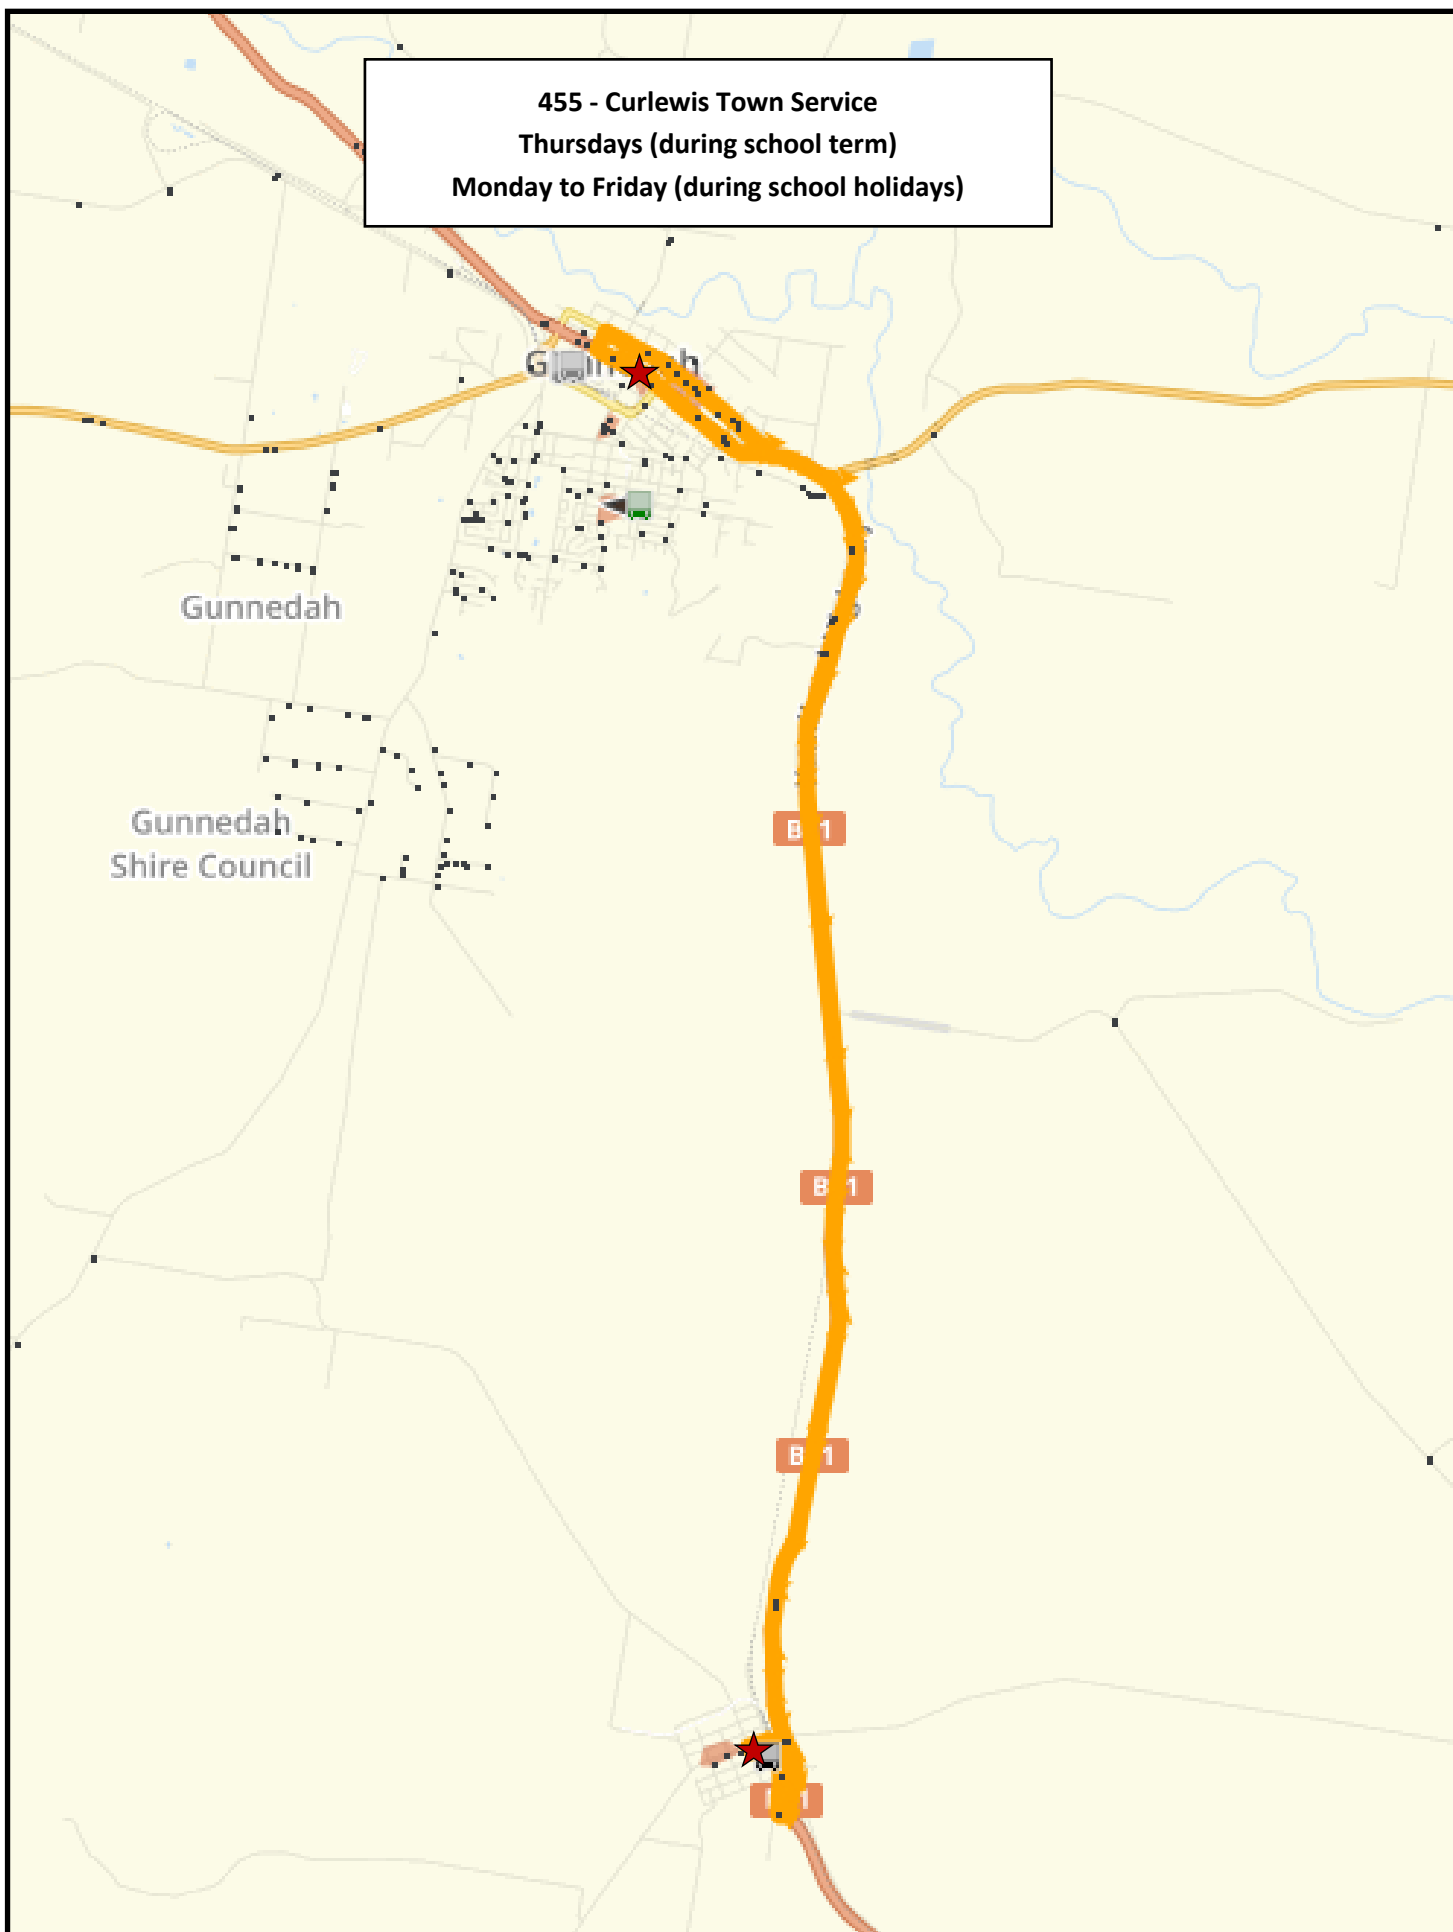 455 - Curlewis Town Service
Thursdays (during school term)
Monday to Friday (during school holidays)
Gunnedah
Gunnedah
Shire Council